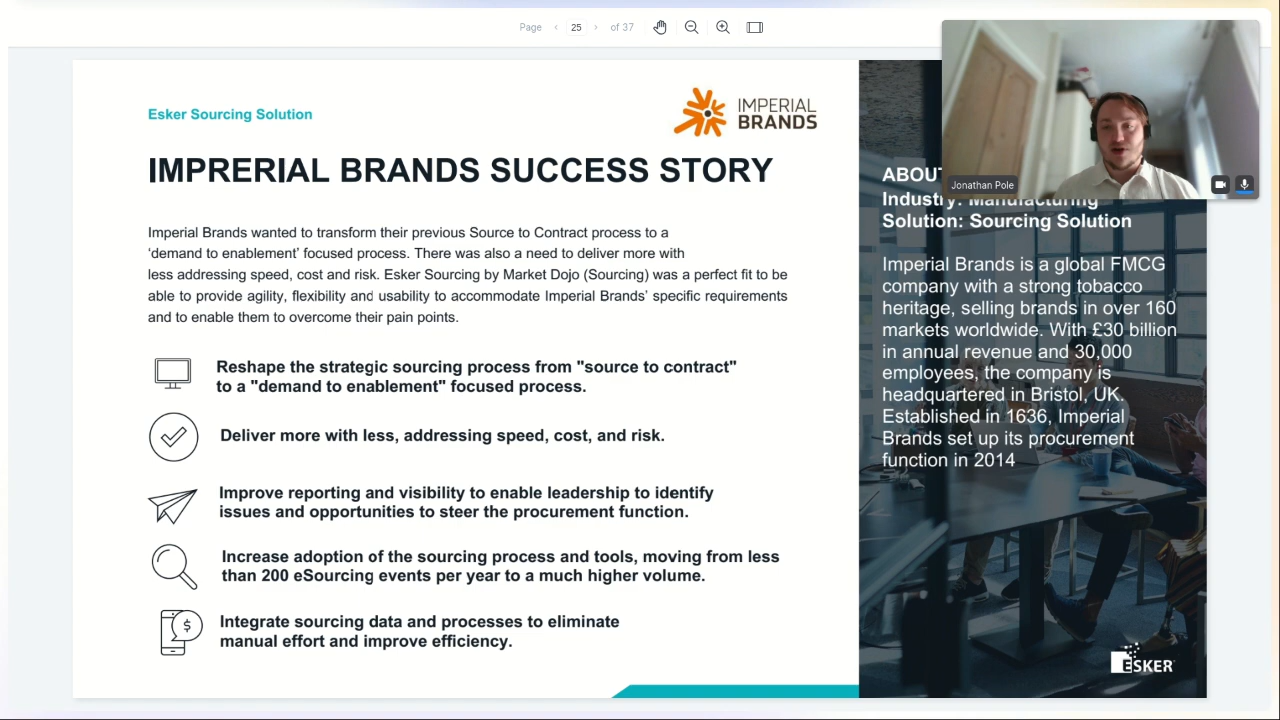 Page
25
of 37
Esker Sourcing Solution
IMPERIAL
BRANDS
IMPRERIAL BRANDS SUCCESS STORY
Imperial Brands wanted to transform their previous Source to Contract process to a
‘demand to enablement’ focused process. There was also a need to deliver more with
less addressing speed, cost and risk. Esker Sourcing by Market Dojo (Sourcing) was a perfect fit to be
able to provide agility, flexibility and usability to accommodate Imperial Brands’ specific requirements
and to enable them to overcome their pain points.
Reshape the strategic sourcing process from "source to contract"
to a "demand to enablement" focused process.
Deliver more with less, addressing speed, cost, and risk.
Improve reporting and visibility to enable leadership to identify
issues and opportunities to steer the procurement function.
Increase adoption of the sourcing process and tools, moving from less
than 200 eSourcing events per year to a much higher volume.
$
Integrate sourcing data and processes to eliminate
manual effort and improve efficiency.
Jonathan Pole
ABOUT
Industry: Manufacturing
Solution: Sourcing Solution
Imperial Brands is a global FMCG
company with a strong tobacco
heritage, selling brands in over 160
markets worldwide. With £30 billion
in annual revenue and 30,000
employees, the company is
headquartered in Bristol, UK.
Established in 1636, Imperial
Brands set up its procurement
function in 2014
ESKER